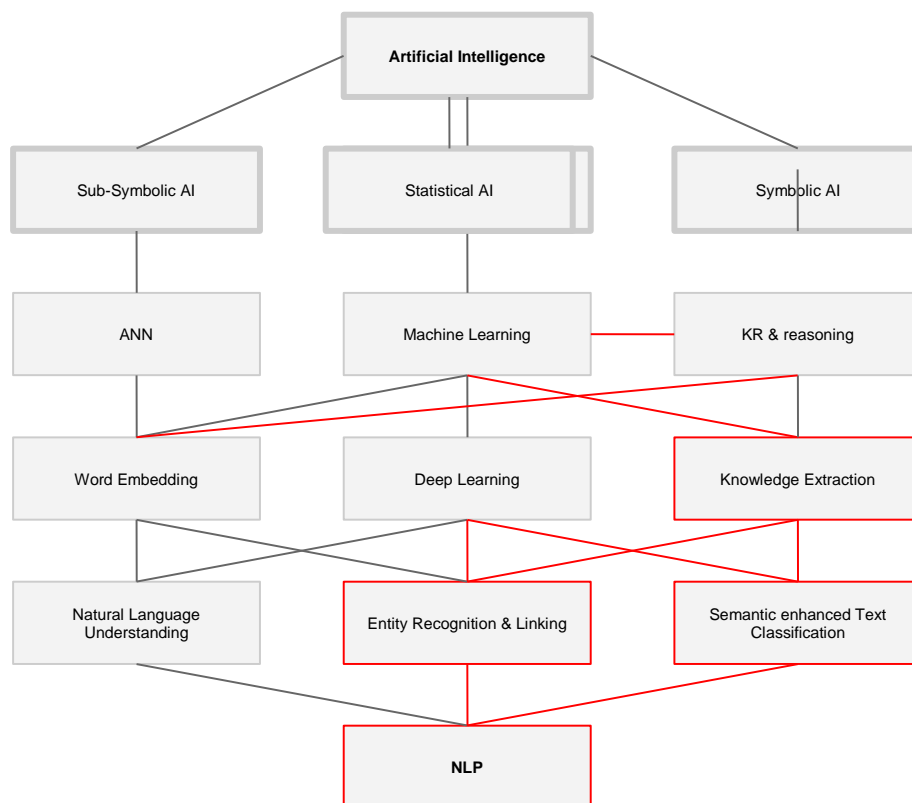 Artificial Intelligence
Sub-Symbolic AI
Statistical AI
Symbolic AI
ANN
Machine Learning
KR & reasoning
Word Embedding
Deep Learning
Knowledge Extraction
Natural Language
Understanding
Entity Recognition & Linking
Semantic enhanced Text
Classification
NLP